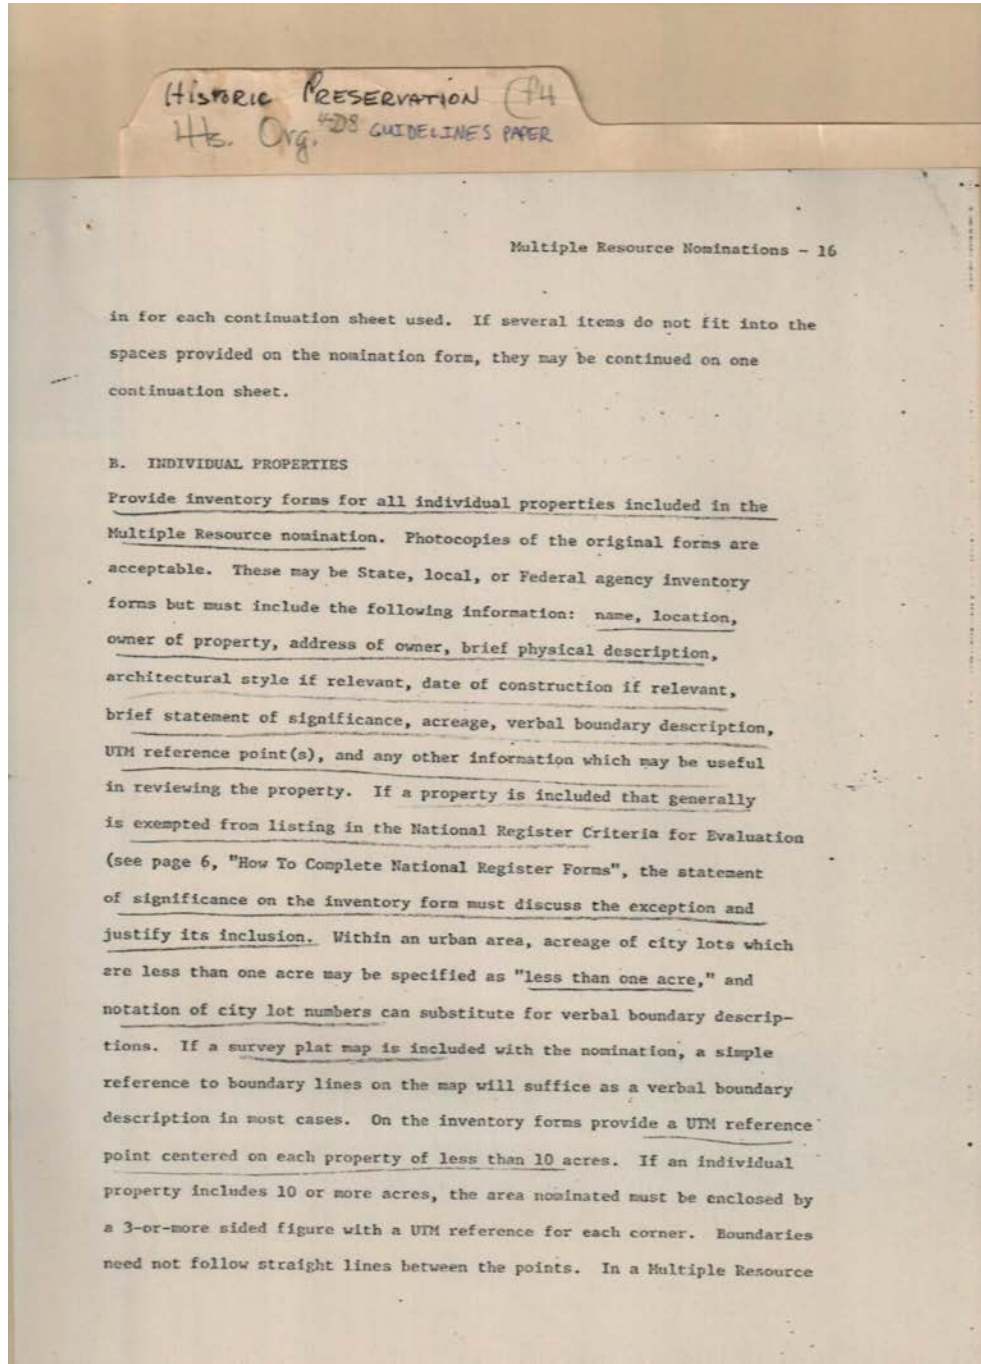 Historic Preservation
Hs. Org. GUIDELINES PAPER
Multiple Resource Nominations - 16
in for each continuation sheet used. If several items do not fit into the
spaces provided on the nomination form, they may be continued on one
continuation sheet.
B. INDIVIDUAL PROPERTIES
Provide inventory forms for all individual properties included in the
Multiple Resource nomination. Photocopies of the original forms are
acceptable. These may be State, local, or Federal agency inventory
forms but must include the following information: name, location,
owner of property, address of owner, brief physical description,
architectural style if relevant, date of construction if relevant,
brief statement of significance, acreage, verbal boundary description,
UTM reference point(s), and any other information which may be useful
in reviewing the property. If a property is included that generally
is exempted from listing in the National Register Criteria for Evaluation
(see page 6, "How To Complete National Register Forms", the statement
of significance on the inventory form must discuss the exception and
justify its inclusion. Within an urban area, acreage of city lots which
are less than one acre may be specified as "less than one acre," and
notation of city lot numbers can substitute for verbal boundary descrip-
tions. If a survey plat map is included with the nomination, a simple
reference to boundary lines on the map will suffice as a verbal boundary
description in most cases. On the inventory forms provide a UTM reference
point centered on each property of less than 10 acres. If an individual
property includes 10 or more acres, the area nominated must be enclosed by
a 3-or-more sided figure with a UTM reference for each corner. Boundaries
need not follow straight lines between the points. In a Multiple Resource